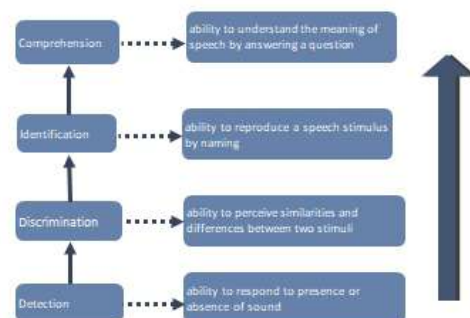 Comprehension
ability to understand the meaning of
speech by answering a question
Identification
ability to reproduce a speech stimulus
by naming
Discrimination
ability to perceive similarities and
differences between two stimuli
Detection
ability to respond to presence or
absence of sound